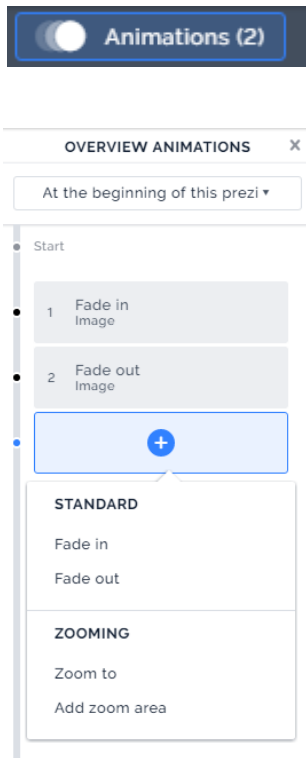 Animations (2)
OVERVIEW ANIMATIONS ×
At the beginning of this prezi ▾
Start
1 Fade in
Image
2 Fade out
Image
+
STANDARD
Fade in
Fade out
ZOOMING
Zoom to
Add zoom area